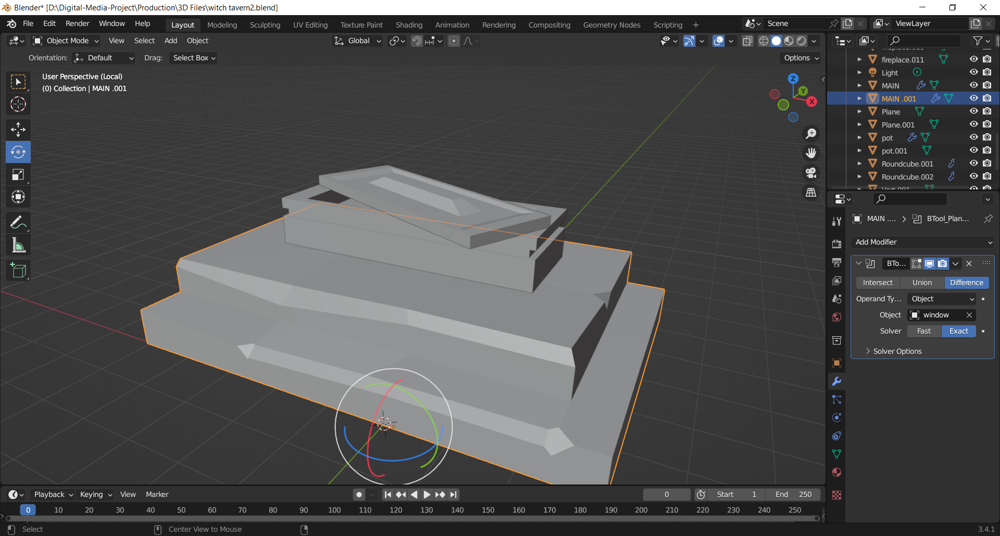 Blender* [D:\Digital-Media-Project\Production\3D Files\witch tavern2.blend]
File Edit Render Window Help Layout Modeling Sculpting UV Editing Texture Paint Shading Animation Rendering Compositing Geometry Nodes Scripting + Scene ViewLayer
Object Mode View Select Add Object Global
Orientation: Default Drag: Select Box Options
User Perspective (Local)
(0) Collection | MAIN .001
Z
Y
X
fireplace.011
Light
MAIN
MAIN .001
Plane
Plane.001
pot
pot.001
Roundcube.001
Roundcube.002
MAIN .... > BTool_Plan...
Add Modifier
BTo...
Intersect Union Difference
Operand Ty... Object
Object window
Solver Fast Exact
Solver Options
Playback Keying View Marker 0 Start 1 End 250
0 10 20 30 40 50 60 70 80 90 100 110 120 130 140 150 160 170 180 190 200 210 220 230 240 250
Select Center View to Mouse 3.4.1